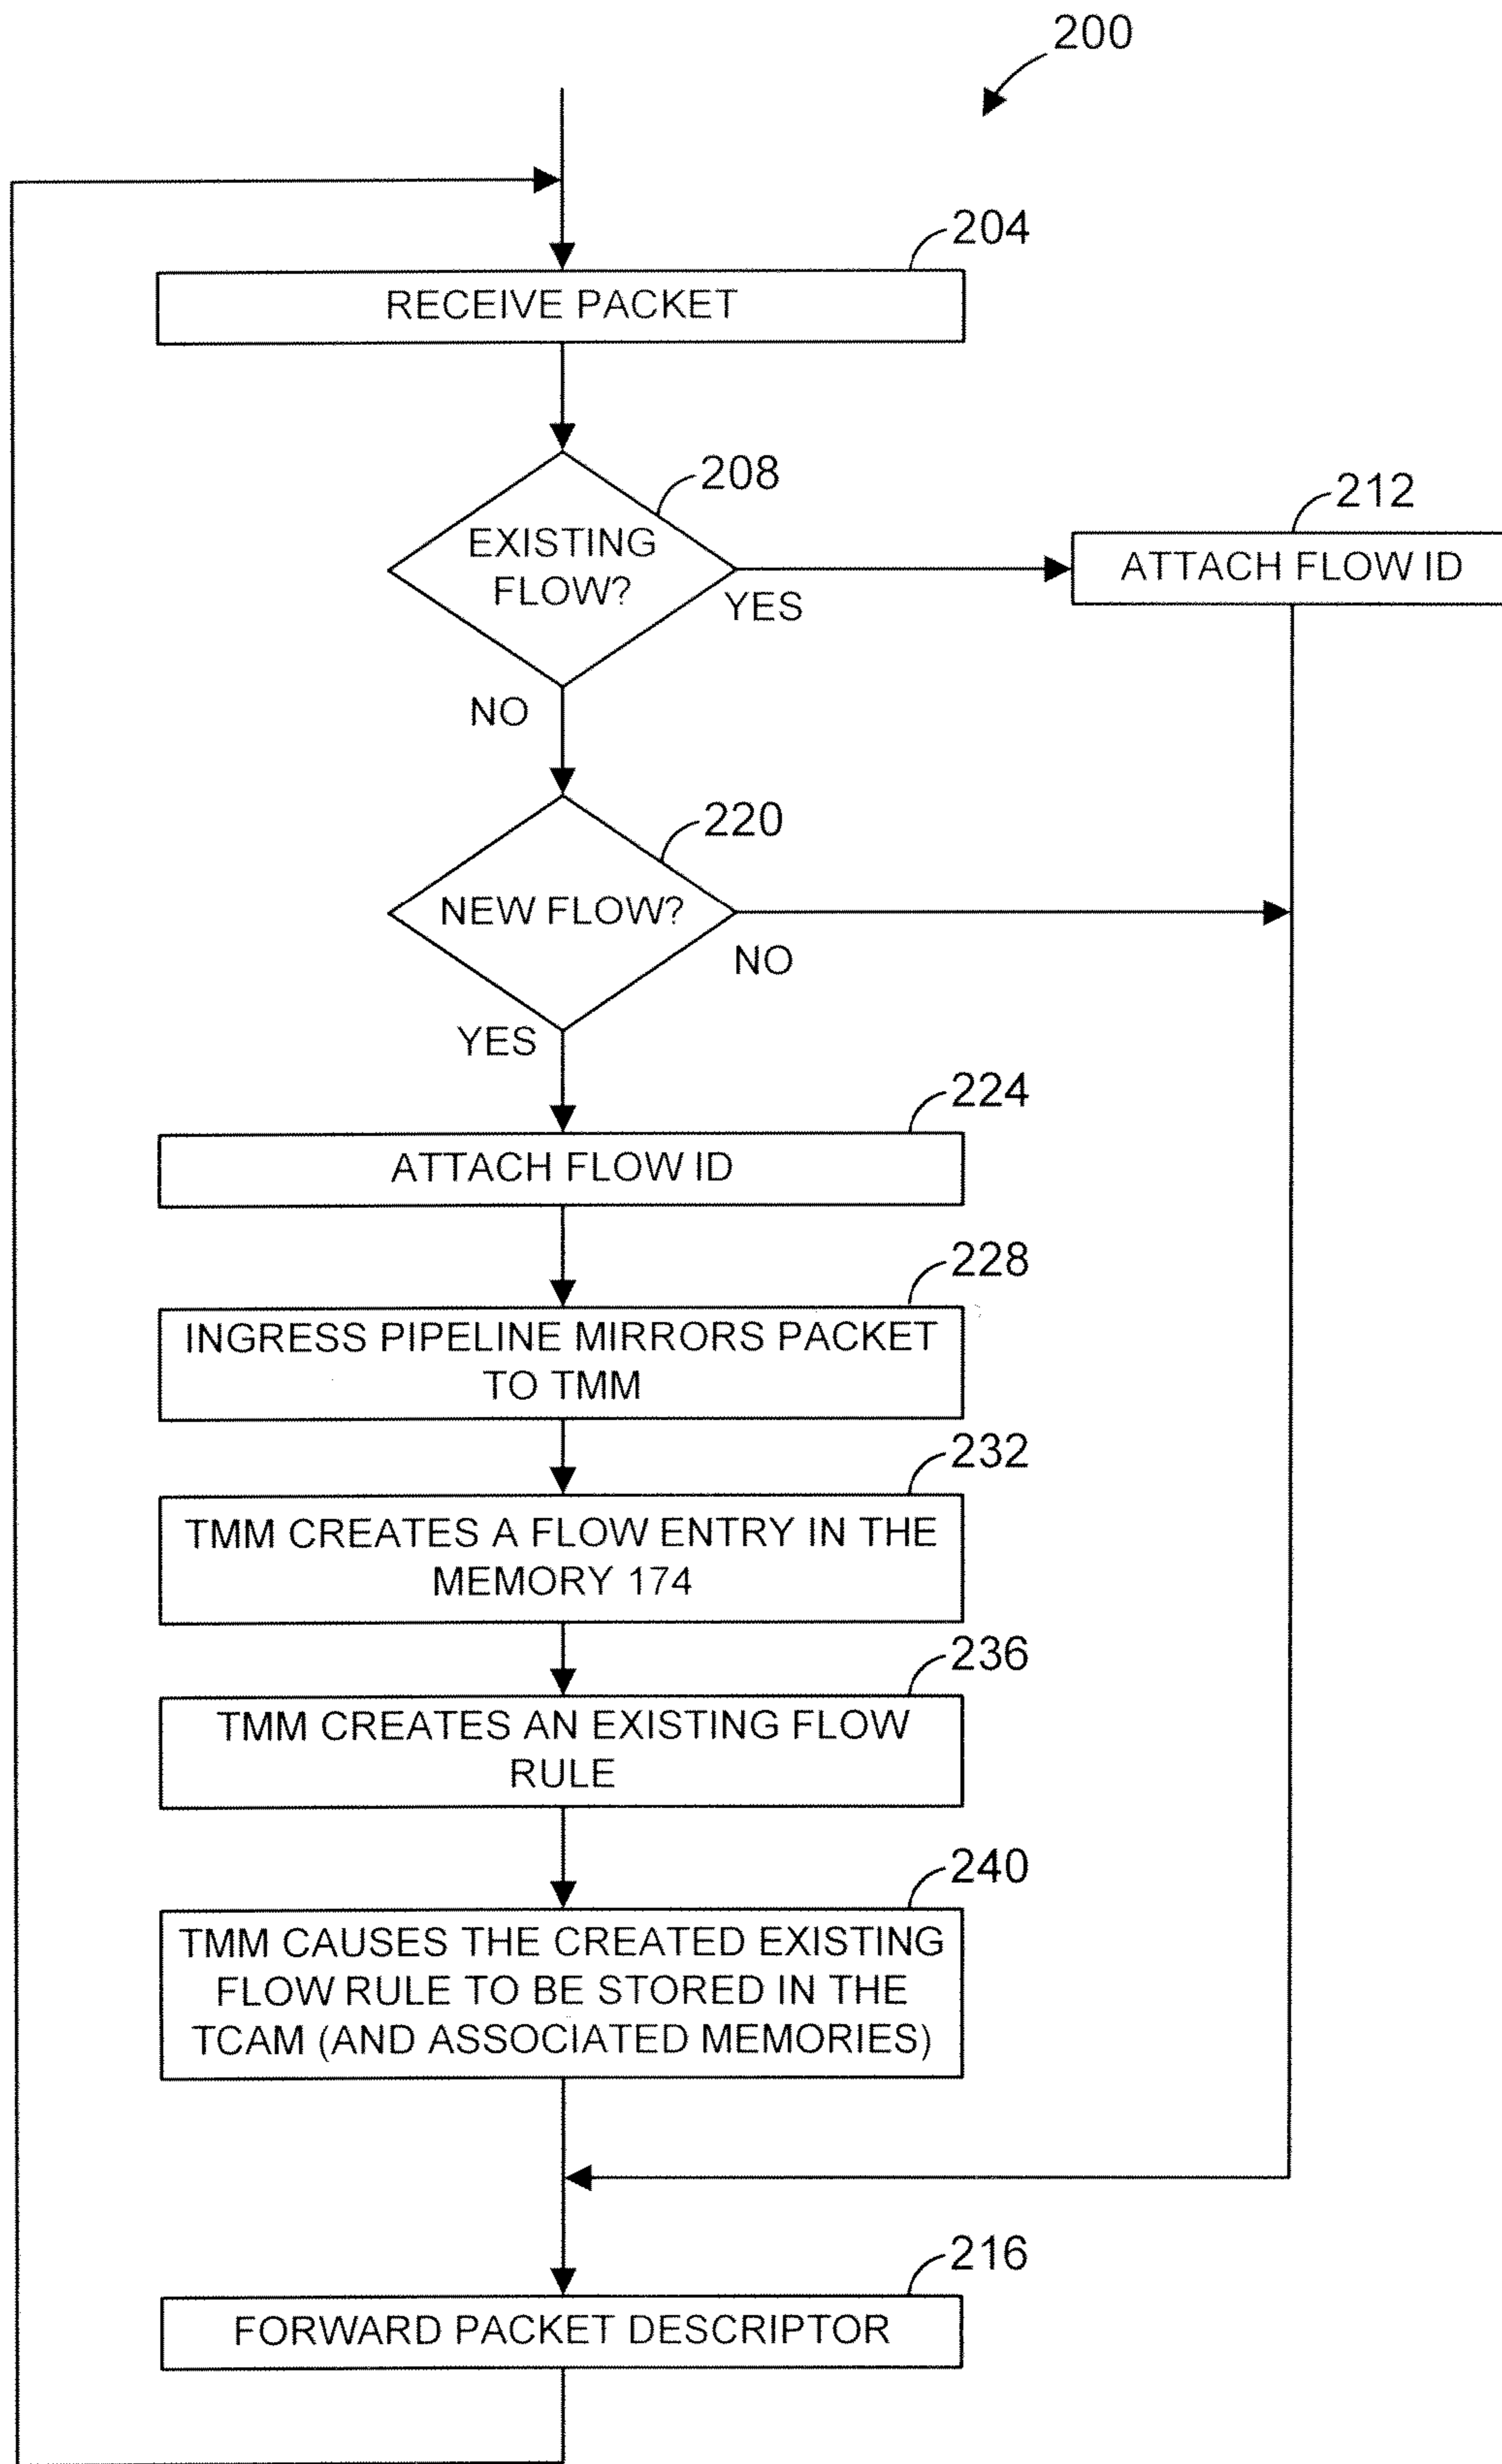 200
204
RECEIVE PACKET
208
EXISTING
FLOW?
YES
NO
212
ATTACH FLOW ID
220
NEW FLOW?
NO
YES
224
ATTACH FLOW ID
228
INGRESS PIPELINE MIRRORS PACKET
TO TMM
232
TMM CREATES A FLOW ENTRY IN THE
MEMORY 174
236
TMM CREATES AN EXISTING FLOW
RULE
240
TMM CAUSES THE CREATED EXISTING
FLOW RULE TO BE STORED IN THE
TCAM (AND ASSOCIATED MEMORIES)
216
FORWARD PACKET DESCRIPTOR